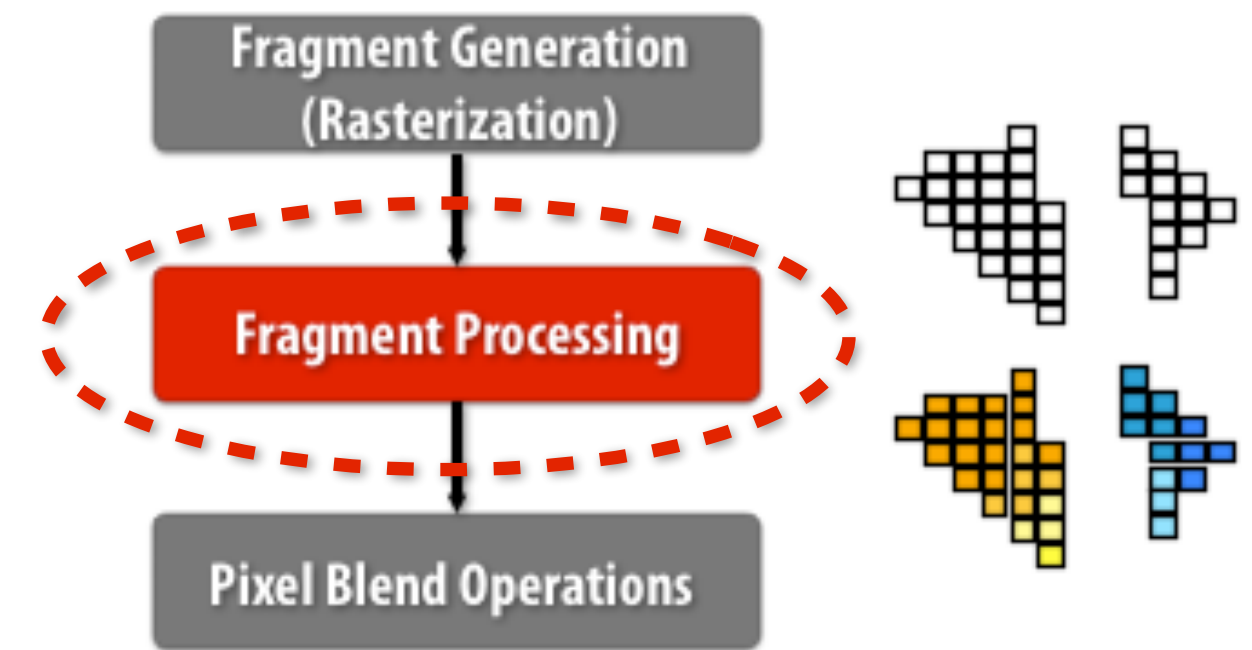 Fragment Generation
(Rasterization)
Fragment Processing
Pixel Blend Operations